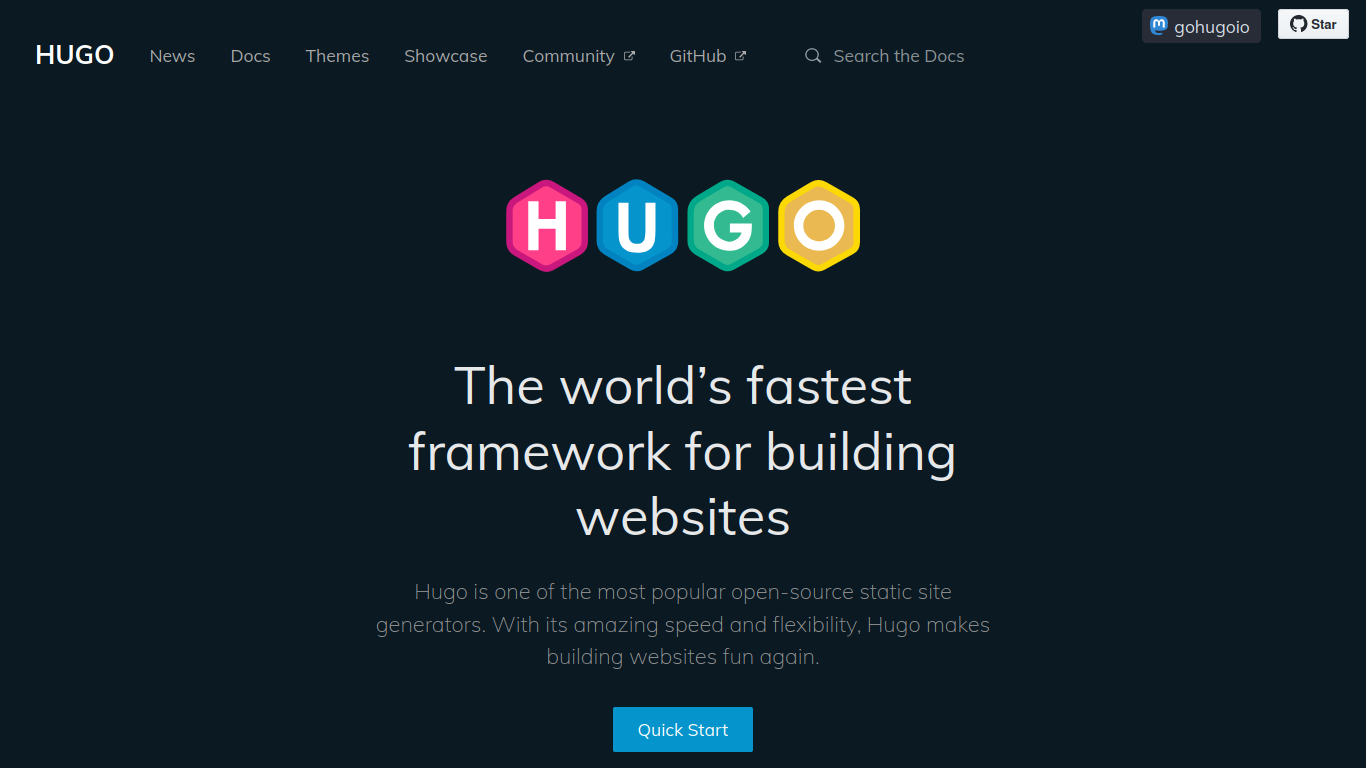 gohugoio
Star
HUGO News Docs Themes Showcase Community GitHub Search the Docs
HUGO
The world’s fastest
framework for building
websites
Hugo is one of the most popular open-source static site
generators. With its amazing speed and flexibility, Hugo makes
building websites fun again.
Quick Start